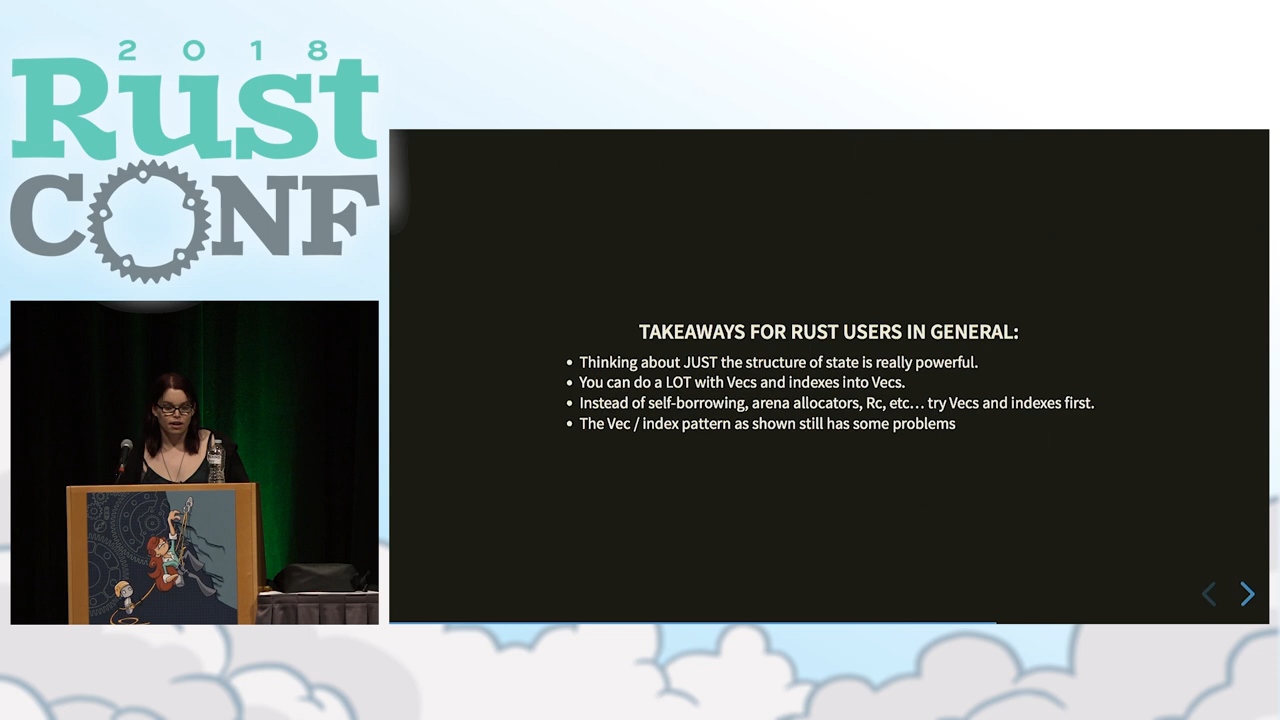 2018
Rust
CONF
TAKEAWAYS FOR RUST USERS IN GENERAL:
• Thinking about JUST the structure of state is really powerful.
• You can do a LOT with Vecs and indexes into Vecs.
• Instead of self-borrowing, arena allocators, Rc, etc... try Vecs and indexes first.
• The Vec / index pattern as shown still has some problems